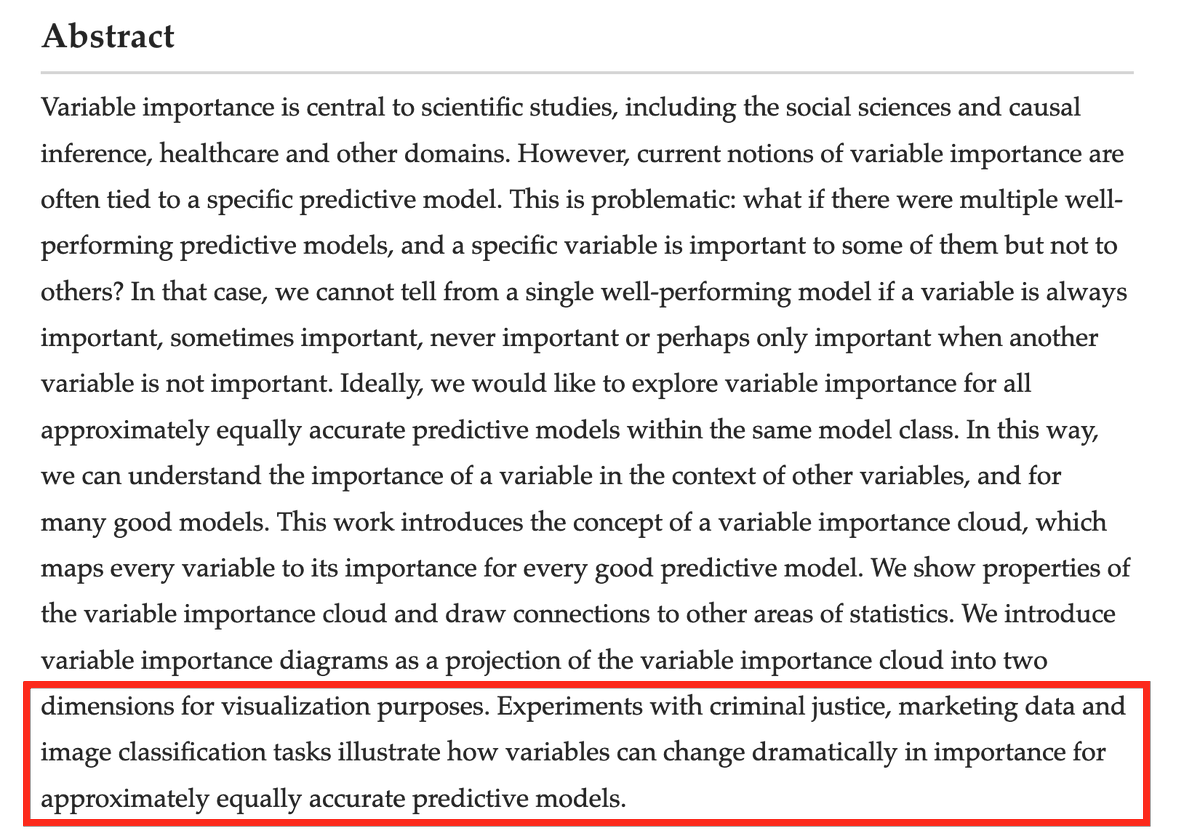 Abstract
Variable importance is central to scientific studies, including the social sciences and causal
inference, healthcare and other domains. However, current notions of variable importance are
often tied to a specific predictive model. This is problematic: what if there were multiple well-
performing predictive models, and a specific variable is important to some of them but not to
others? In that case, we cannot tell from a single well-performing model if a variable is always
important, sometimes important, never important or perhaps only important when another
variable is not important. Ideally, we would like to explore variable importance for all
approximately equally accurate predictive models within the same model class. In this way,
we can understand the importance of a variable in the context of other variables, and for
many good models. This work introduces the concept of a variable importance cloud, which
maps every variable to its importance for every good predictive model. We show properties of
the variable importance cloud and draw connections to other areas of statistics. We introduce
variable importance diagrams as a projection of the variable importance cloud into two
dimensions for visualization purposes. Experiments with criminal justice, marketing data and
image classification tasks illustrate how variables can change dramatically in importance for
approximately equally accurate predictive models.